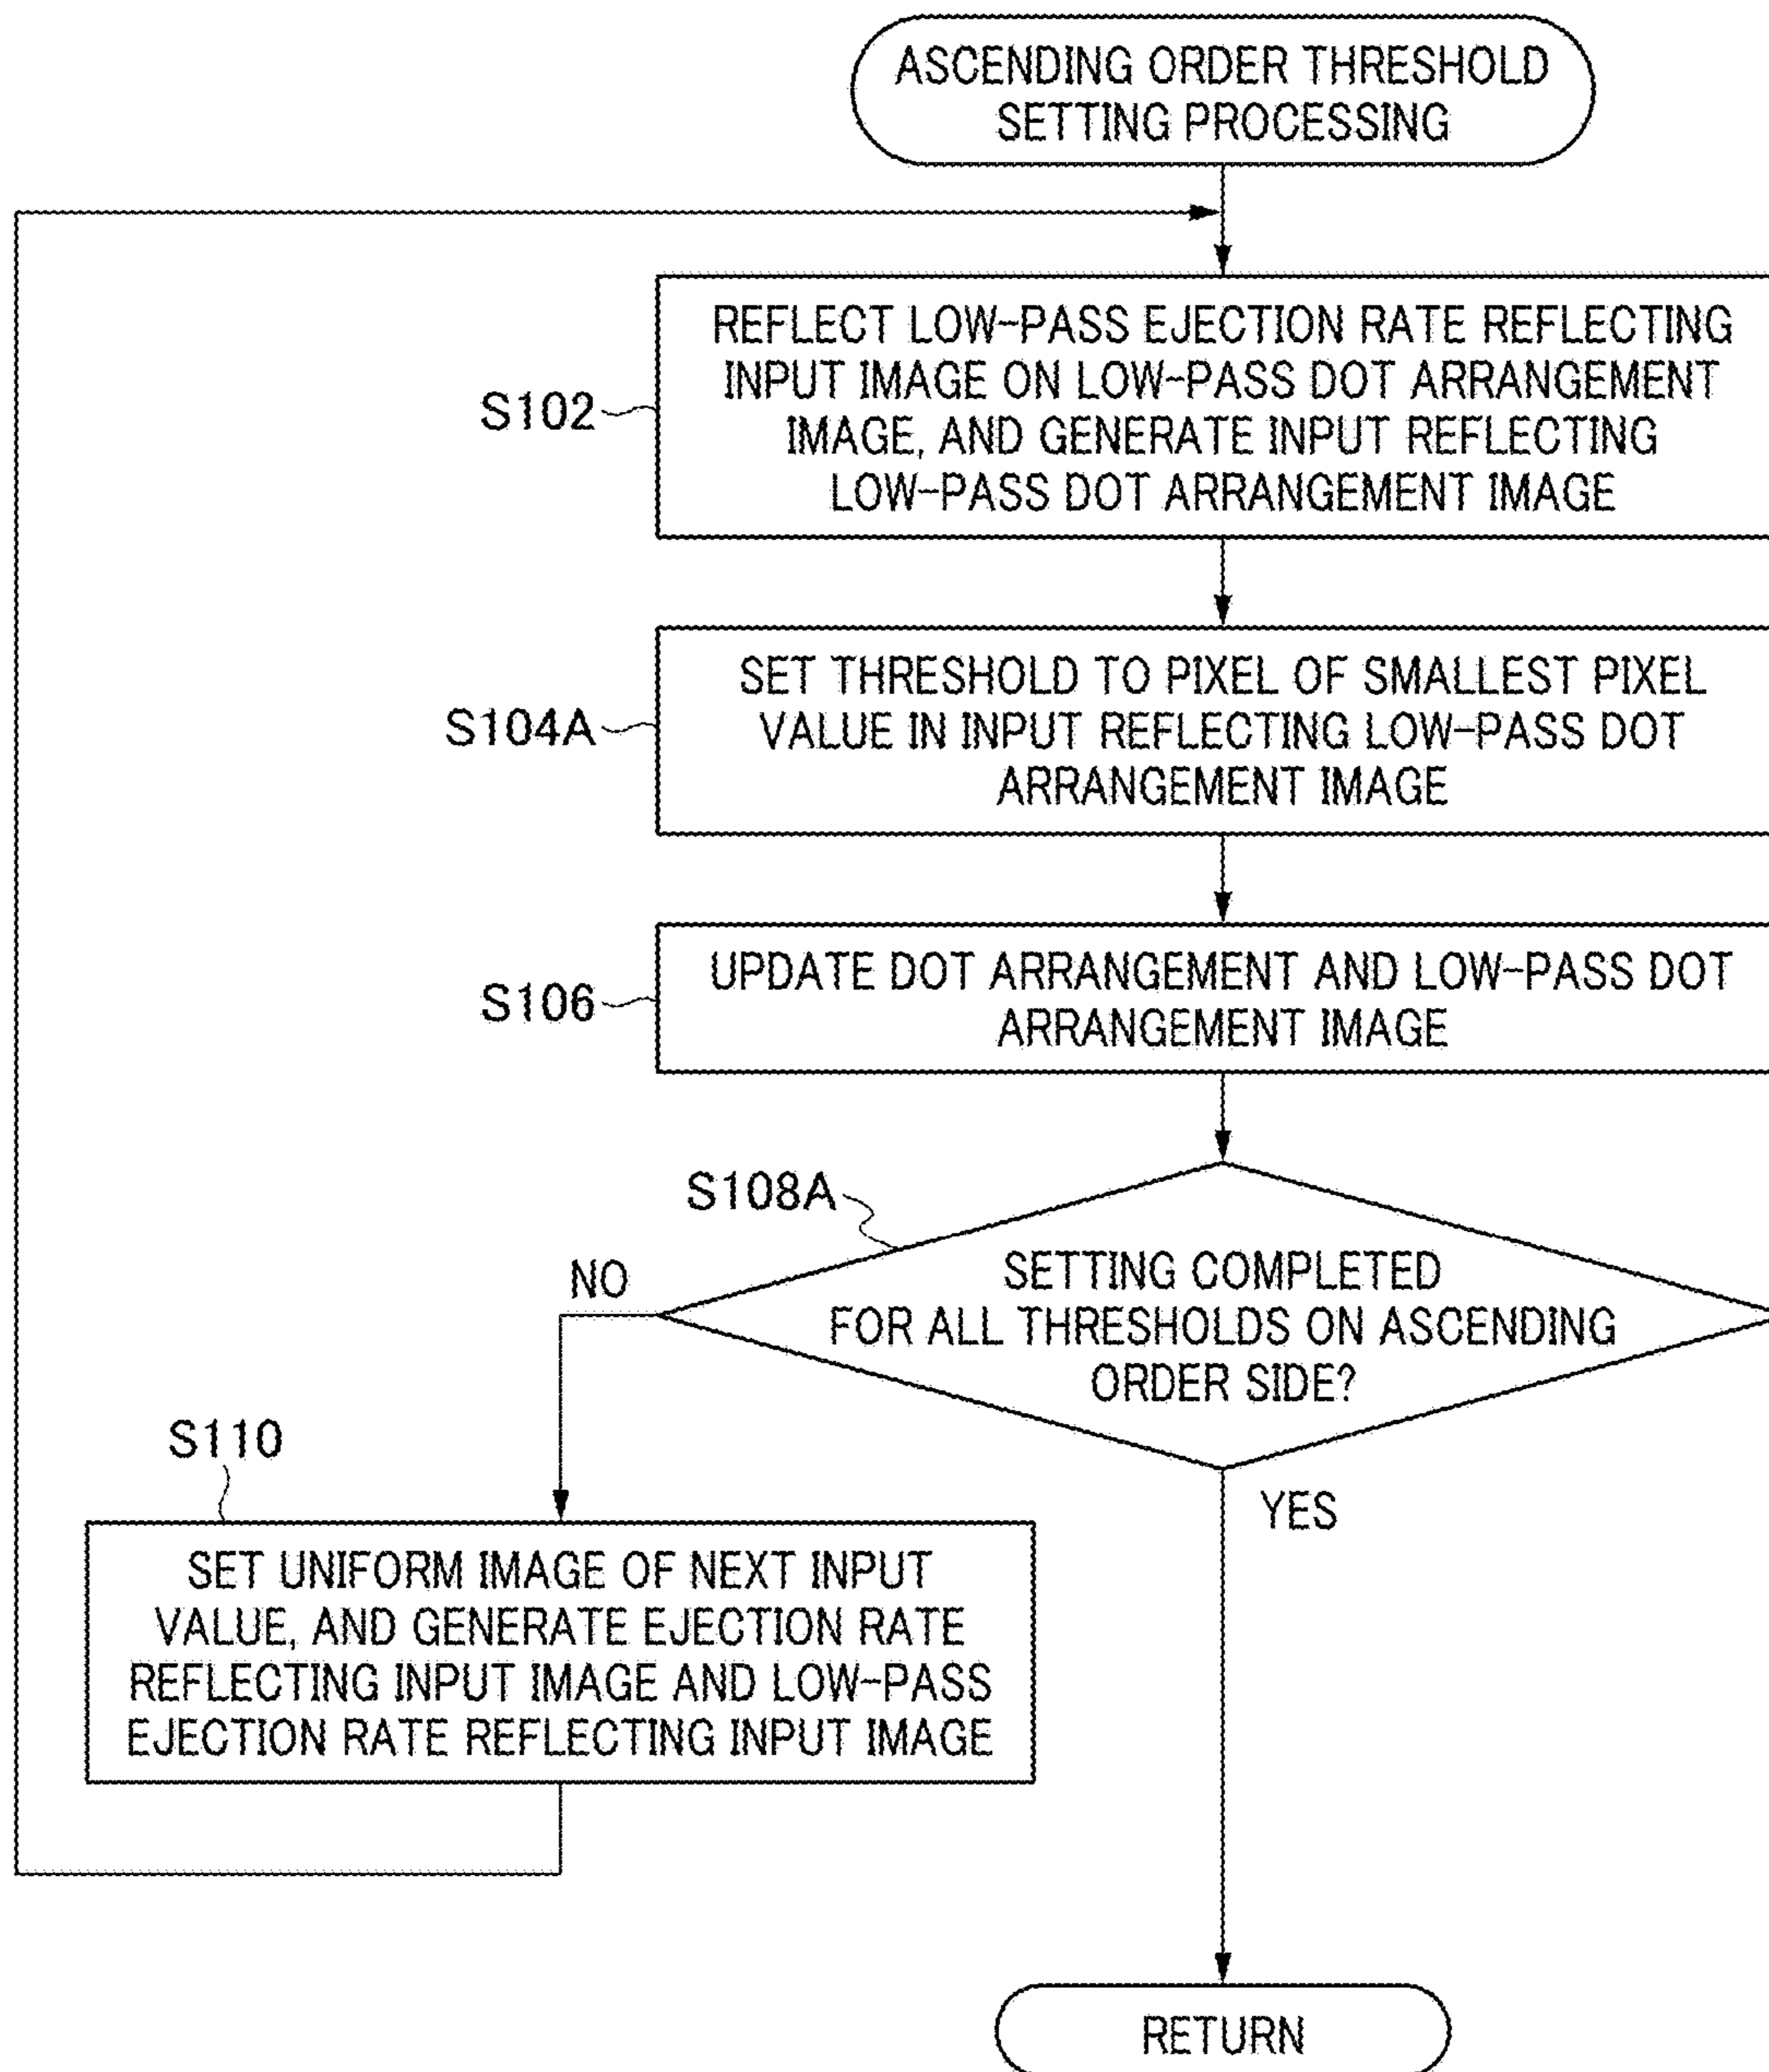 ASCENDING ORDER THRESHOLD
SETTING PROCESSING
S102
REFLECT LOW-PASS EJECTION RATE REFLECTING
INPUT IMAGE ON LOW-PASS DOT ARRANGEMENT
IMAGE, AND GENERATE INPUT REFLECTING
LOW-PASS DOT ARRANGEMENT IMAGE
S104A
SET THRESHOLD TO PIXEL OF SMALLEST PIXEL
VALUE IN INPUT REFLECTING LOW-PASS DOT
ARRANGEMENT IMAGE
S106
UPDATE DOT ARRANGEMENT AND LOW-PASS DOT
ARRANGEMENT IMAGE
S108A
SETTING COMPLETED
FOR ALL THRESHOLDS ON ASCENDING
ORDER SIDE?
NO
YES
S110
SET UNIFORM IMAGE OF NEXT INPUT
VALUE, AND GENERATE EJECTION RATE
REFLECTING INPUT IMAGE AND LOW-PASS
EJECTION RATE REFLECTING INPUT IMAGE
RETURN